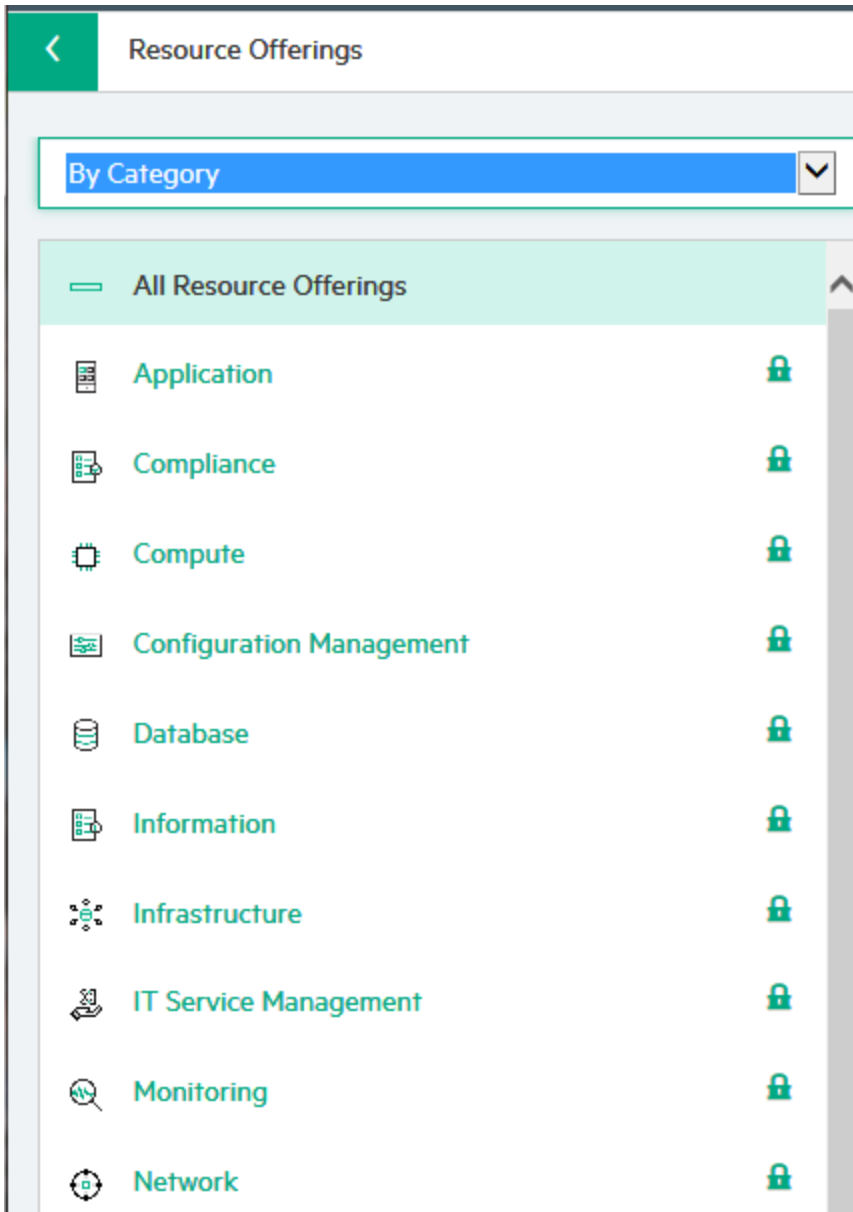 Resource Offerings
By Category
All Resource Offerings
Application
Compliance
Compute
Configuration Management
Database
Information
Infrastructure
IT Service Management
Monitoring
Network